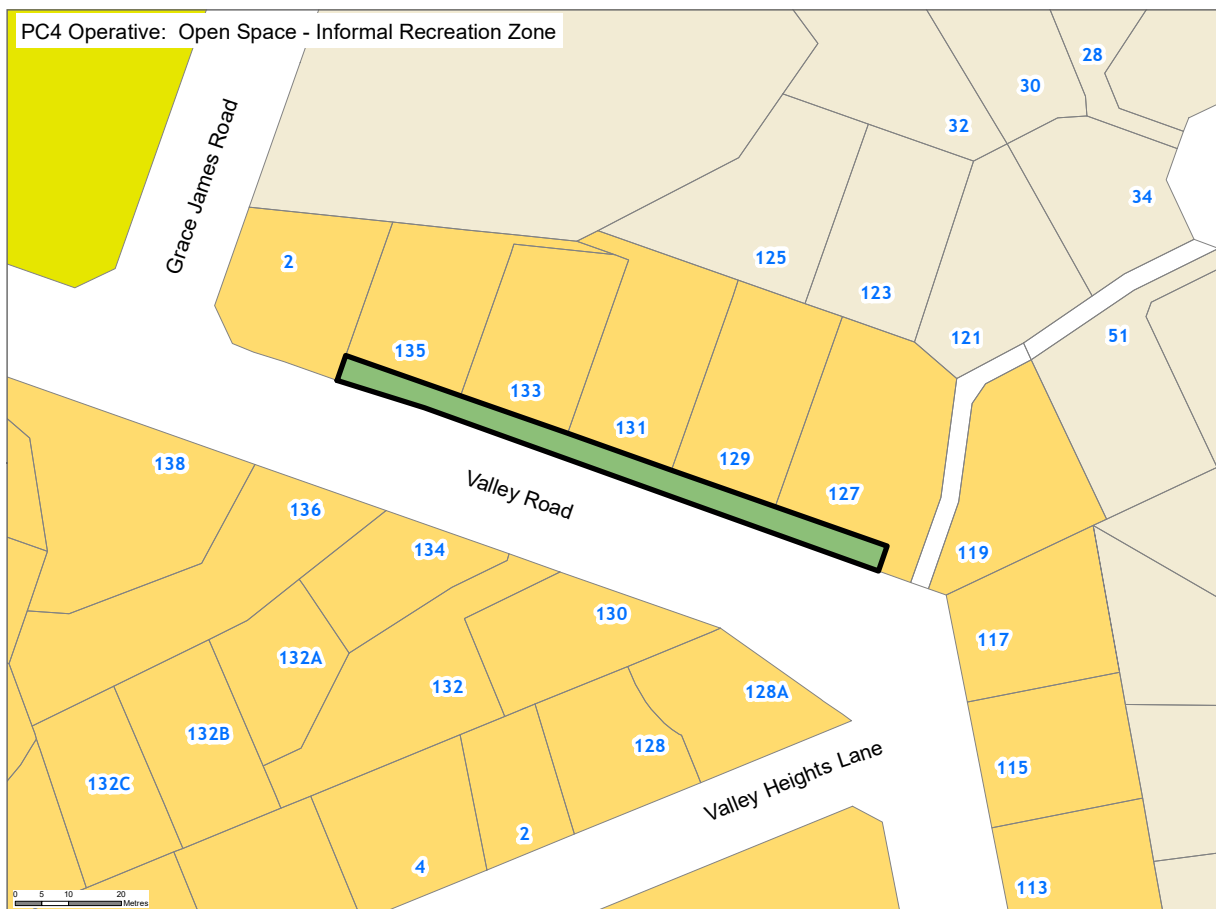 PC4 Operative: Open Space - Informal Recreation Zone
28
30
32
Grace James Road
34
2
125
123
121
51
135
133
131
129
127
138
136
134
Valley Road
119
130
117
132A
132
128A
132B
128
115
132C
Valley Heights Lane
2
4
113
0 5 10 20
Metres